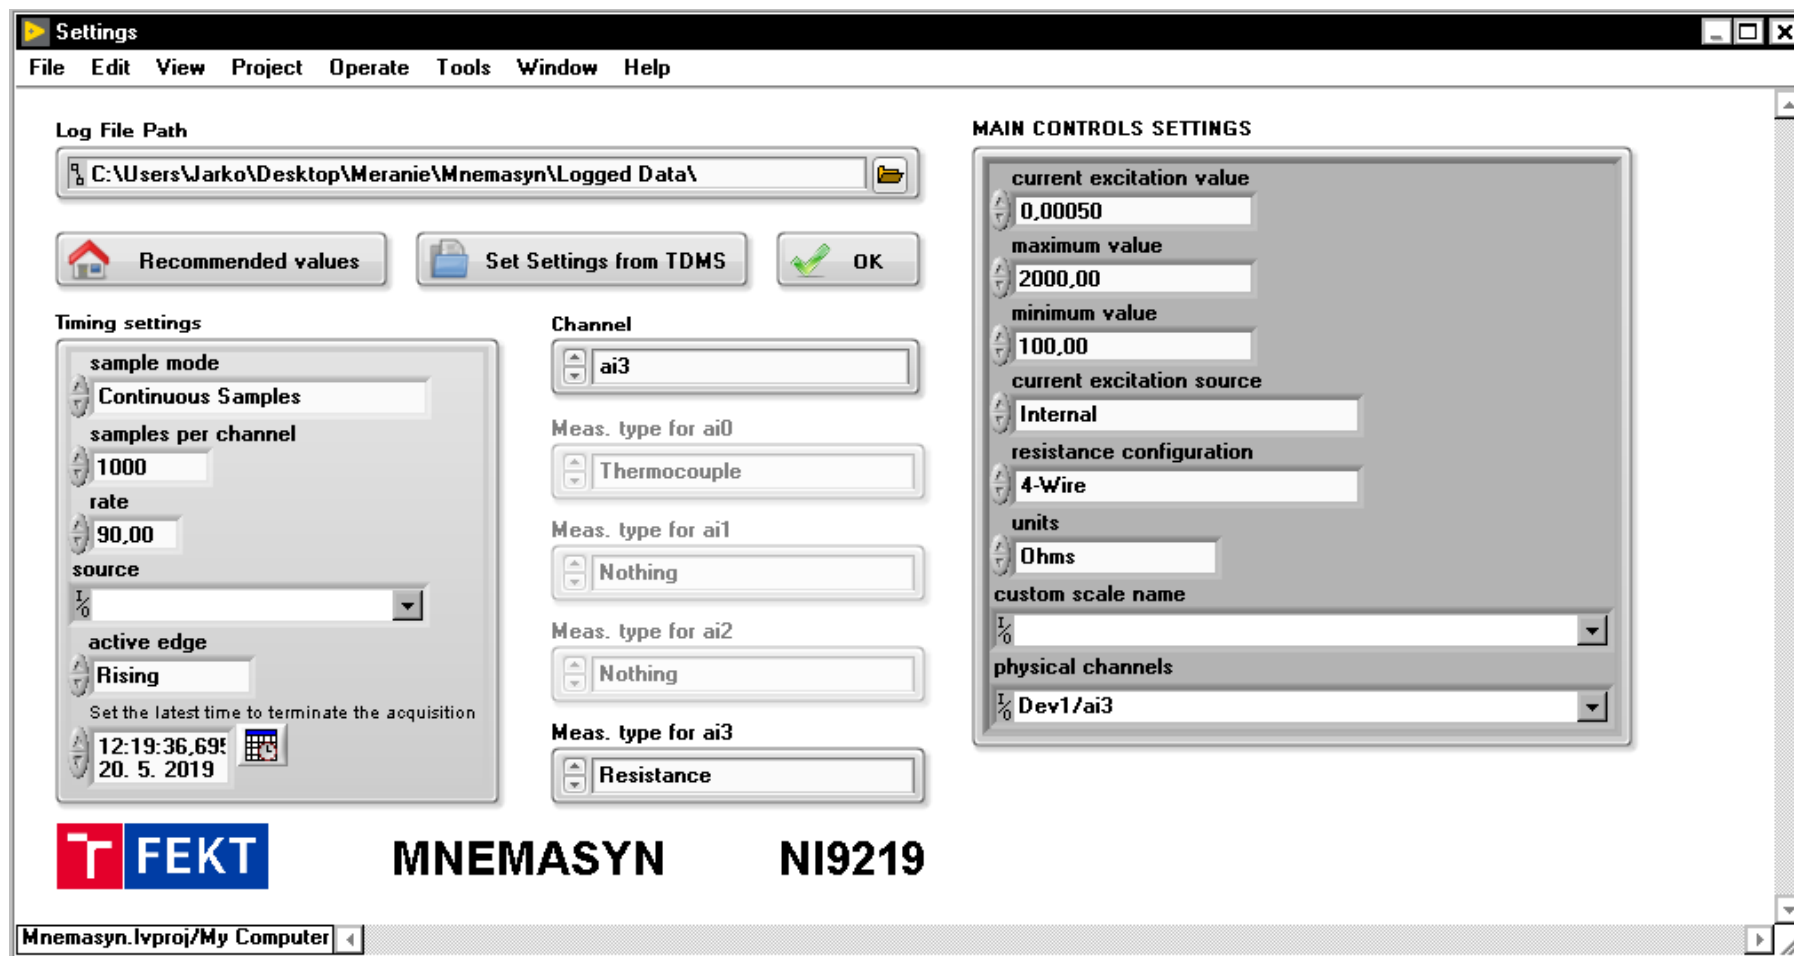 Settings
File Edit View Project Operate Tools Window Help
Log File Path
C:\Users\Jarko\Desktop\Meranie\Mnemasyn\Logged Data\
Recommended values
Set Settings from TDMS
OK
Timing settings
sample mode
Continuous Samples
samples per channel
1000
rate
90,00
source
active edge
Rising
Set the latest time to terminate the acquisition
12:19:36,695
20. 5. 2019
Channel
ai3
Meas. type for ai0
Thermocouple
Meas. type for ai1
Nothing
Meas. type for ai2
Nothing
Meas. type for ai3
Resistance
MAIN CONTROLS SETTINGS
current excitation value
0,00050
maximum value
2000,00
minimum value
100,00
current excitation source
Internal
resistance configuration
4-Wire
units
Ohms
custom scale name
physical channels
Dev1/ai3
T FEKT
MNEMASYN
NI9219
Mnemasyn.lvproj/My Computer